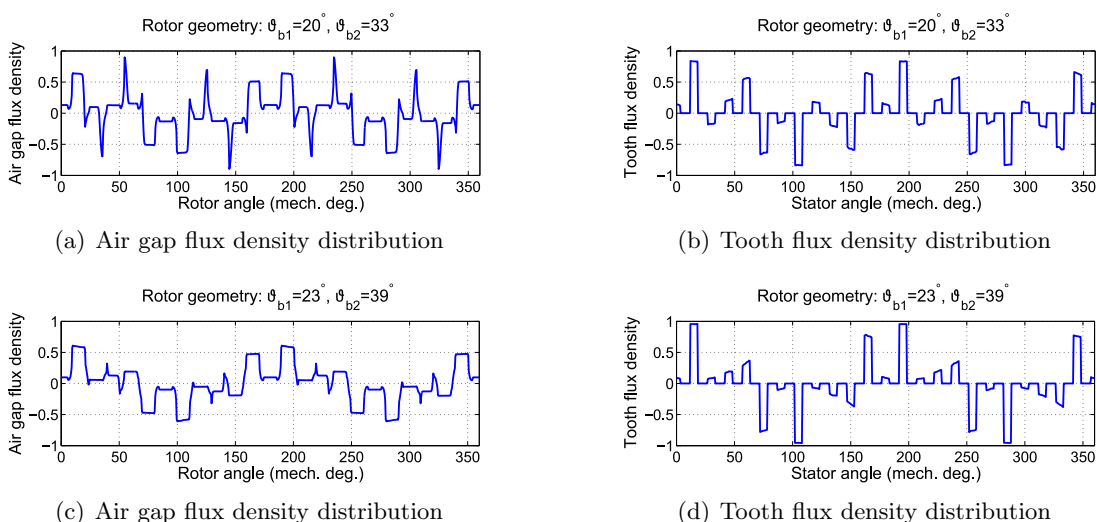 Rotor geometry: ϑb1=20°, ϑb2=33°
Air gap flux density
1
0.5
0
−0.5
−1
0 50 100 150 200 250 300 350
Rotor angle (mech. deg.)
(a) Air gap flux density distribution
Rotor geometry: ϑb1=20°, ϑb2=33°
Tooth flux density
1
0.5
0
−0.5
−1
0 50 100 150 200 250 300 350
Stator angle (mech. deg.)
(b) Tooth flux density distribution
Rotor geometry: ϑb1=23°, ϑb2=39°
Air gap flux density
1
0.5
0
−0.5
−1
0 50 100 150 200 250 300 350
Rotor angle (mech. deg.)
(c) Air gap flux density distribution
Rotor geometry: ϑb1=23°, ϑb2=39°
Tooth flux density
1
0.5
0
−0.5
−1
0 50 100 150 200 250 300 350
Stator angle (mech. deg.)
(d) Tooth flux density distribution